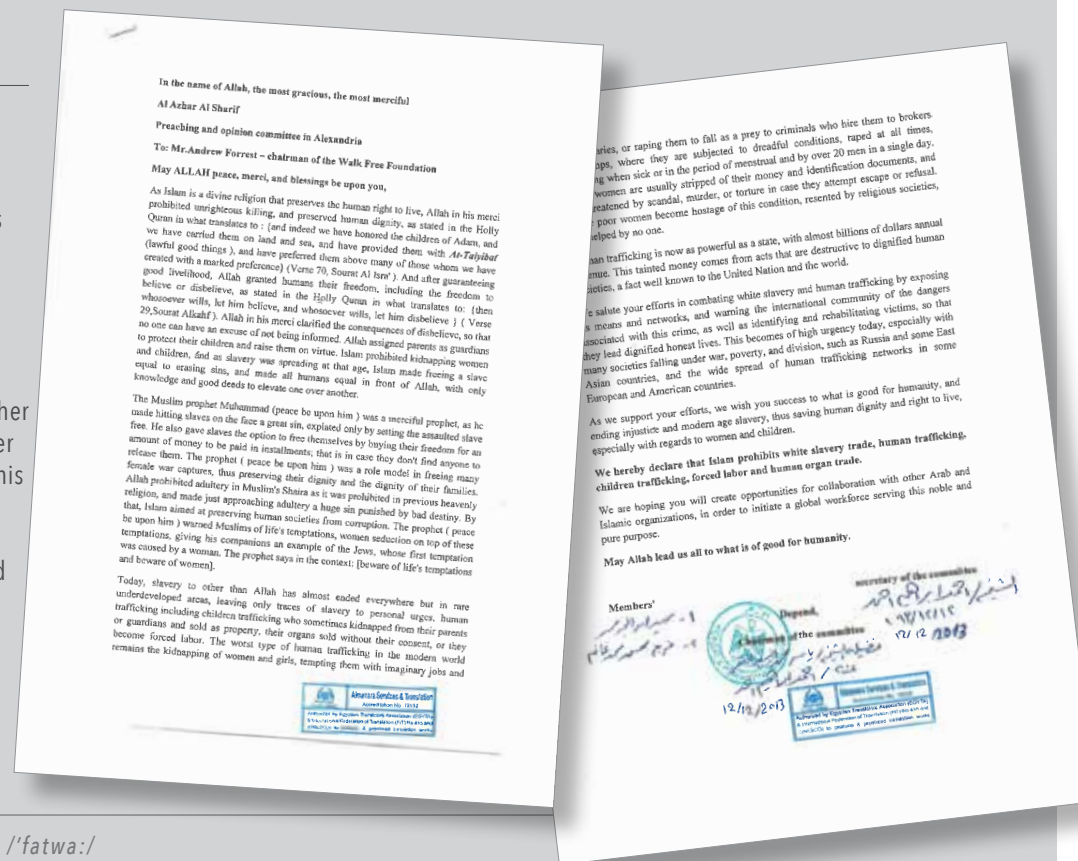 s
her
er
his
d
In the name of Allah, the most gracious, the most merciful
Al Azhar Al Sharif
Preaching and opinion committee in Alexandria
To: Mr.Andrew Forrest – chairman of the Walk Free Foundation
May ALLAH peace, merci, and blessings be upon you,
As Islam is a divine religion that preserves the human right to live, Allah in his merci
prohibited unrighteous killing, and preserved human dignity, as stated in the Holly
Quran in what translates to : {and indeed we have honored the children of Adam, and
we have carried them on land and sea, and have provided them with At-Taiyibat
{lawful good things }, and have preferred them above many of those whom we have
created with a marked preference} (Verse 70, Sourat Al Isra' ). And after guaranteeing
good livelihood, Allah granted humans their freedom, including the freedom to
believe or disbelieve, as stated in the Holly Quran in what translates to: {then
whosoever wills, let him believe, and whosoever wills, let him disbelieve } ( Verse
29,Sourat Alkahf ). Allah in his merci clarified the consequences of disbelieve, so that
no one can have an excuse of not being informed. Allah assigned parents as guardians
to protect their children and raise them on virtue. Islam prohibited kidnapping women
and children, and as slavery was spreading at that age, Islam made freeing a slave
equal to erasing sins, and made all humans equal in front of Allah, with only
knowledge and good deeds to elevate one over another.
The Muslim prophet Muhammad (peace be upon him ) was a merciful prophet, as he
made hitting slaves on the face a great sin, expiated only by setting the assaulted slave
free. He also gave slaves the option to free themselves by buying their freedom for an
amount of money to be paid in installments; that is in case they don't find anyone to
release them. The prophet ( peace be upon him ) was a role model in freeing many
female war captures, thus preserving their dignity and the dignity of their families.
Allah prohibited adultery in Muslim's Sharia as it was prohibited in previous heavenly
religion, and made just approaching adultery a huge sin punished by bad destiny. By
that, Islam aimed at preserving human societies from corruption. The prophet ( peace
be upon him ) warned Muslims of life's temptations, women seduction on top of these
temptations, giving his companions an example of the Jews, whose first temptation
was caused by a woman. The prophet says in the context: [beware of life's temptations
and beware of women].
Today, slavery to other than Allah has almost ended everywhere but in rare
underdeveloped areas, leaving only traces of slavery to personal urges, human
trafficking including children trafficking who sometimes kidnapped from their parents
or guardians and sold as property, their organs sold without their consent, or they
become forced labor. The worst type of human trafficking in the modern world
remains the kidnapping of women and girls, tempting them with imaginary jobs and
Almanara Services & Translation
Accreditation No.
aries, or raping them to fall as a prey to criminals who hire them to brokers
ops, where they are subjected to dreadful conditions, raped at all times,
ng when sick or in the period of menstrual and by over 20 men in a single day.
women are usually stripped of their money and identification documents, and
reatened by scandal, murder, or torture in case they attempt escape or refusal.
poor women become hostage of this condition, resented by religious societies,
helped by no one.
an trafficking is now as powerful as a state, with almost billions of dollars annual
enue. This tainted money comes from acts that are destructive to dignified human
ieties, a fact well known to the United Nation and the world.
e salute your efforts in combating white slavery and human trafficking by exposing
s means and networks, and warning the international community of the dangers
ssociated with this crime, as well as identifying and rehabilitating victims, so that
hey lead dignified honest lives. This becomes of high urgency today, especially with
many societies falling under war, poverty, and division, such as Russia and some East
Asian countries, and the wide spread of human trafficking networks in some
European and American countries.
As we support your efforts, we wish you success to what is good for humanity, and
ending injustice and modern age slavery, thus saving human dignity and right to live,
especially with regards to women and children.
We hereby declare that Islam prohibits white slavery trade, human trafficking,
children trafficking, forced labor and human organ trade.
We are hoping you will create opportunities for collaboration with other Arab and
Islamic organizations, in order to initiate a global workforce serving this noble and
pure purpose.
May Allah lead us all to what is of good for humanity.
secretary of the committee
Members'
Depend,
Chairman of the committee
12/12/2013
12/12/2013
/'fatwa:/